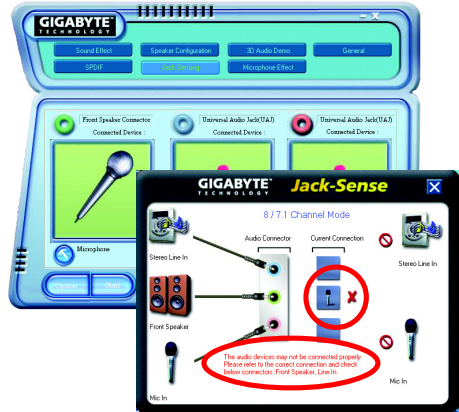 GIGABYTE
TECHNOLOGY
Sound Effect
Speaker Configuration
3D Audio Demo
General
SPDIF
Jack Sensing
Microphone Effect
Front Speaker Connector
Connected Device :
Universal Audio Jack(UAJ)
Connected Device :
Universal Audio Jack(UAJ)
Connected Device :
Microphone
Option
Start
GIGABYTE™
TECHNOLOGY
Jack-Sense
X
8 / 7.1 Channel Mode
Audio Connector
Current Connection
Stereo Line In
Stereo Line In
Front Speaker
This audio devices may not be connected properly.
Please refer to the correct connection and check
below connectors :Front Speaker, Line In.
Mic In
Mic In